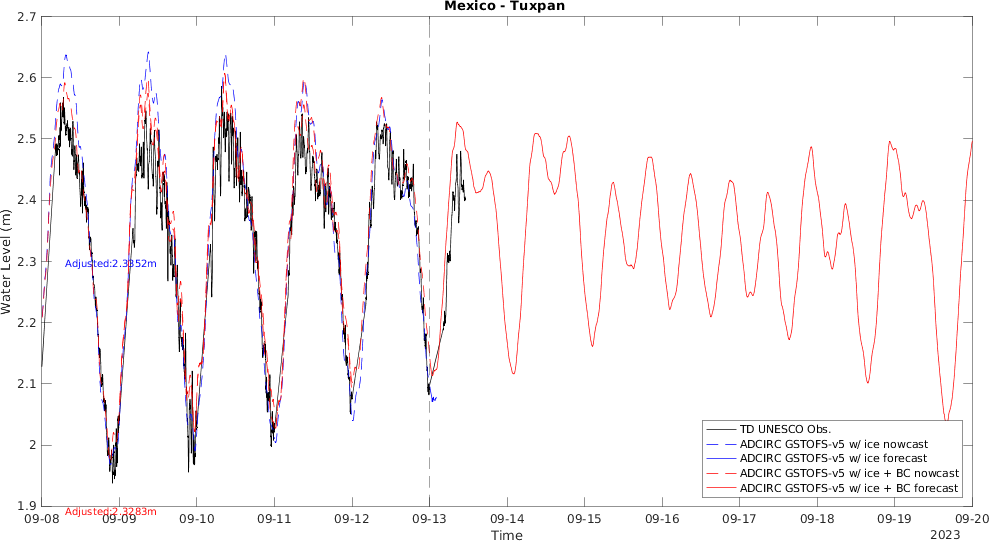 Mexico - Tuxpan
2.7
2.6
2.5
2.4
2.3
2.2
2.1
2
1.9
Water Level (m)
Adjusted:2.3352m
Adjusted:2.3283m
TD UNESCO Obs.
ADCIRC GSTOFS-v5 w/ ice nowcast
ADCIRC GSTOFS-v5 w/ ice forecast
ADCIRC GSTOFS-v5 w/ ice + BC nowcast
ADCIRC GSTOFS-v5 w/ ice + BC forecast
09-08 09-09 09-10 09-11 09-12 09-13 09-14 09-15 09-16 09-17 09-18 09-19 09-20
Time
2023